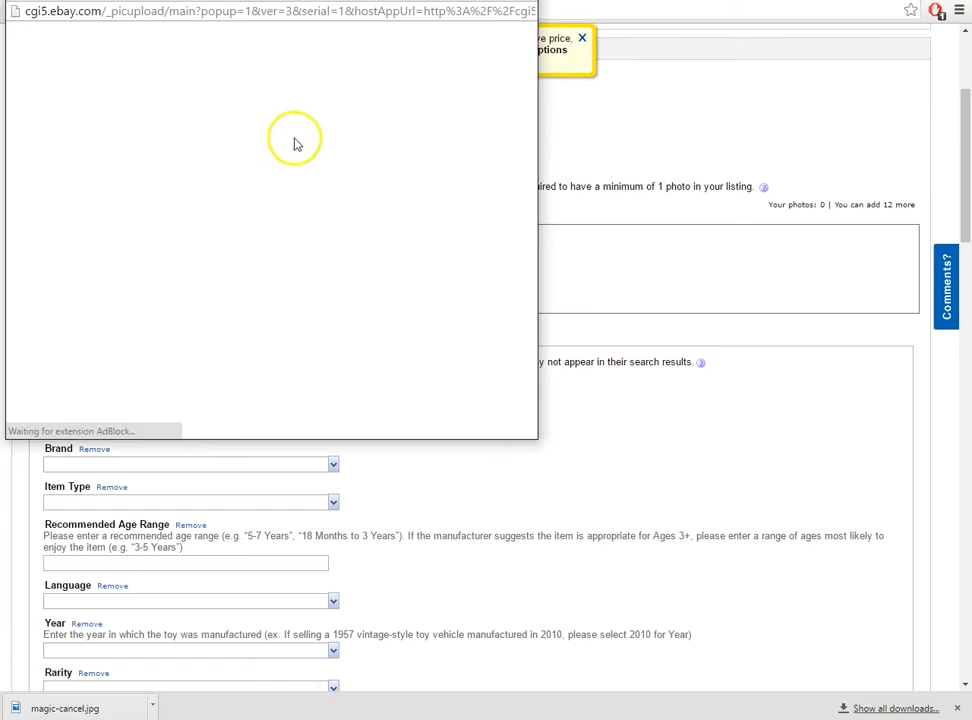 cgi5.ebay.com/_picupload/main?popup=1&ver=3&serial=1&hostAppUrl=http%3A%2F%2Fcgi5
ve price,
ptions
uired to have a minimum of 1 photo in your listing.
Your photos: 0 | You can add 12 more
Comments?
y not appear in their search results.
Waiting for extension AdBlock...
Brand Remove
Item Type Remove
Recommended Age Range Remove
Please enter a recommended age range (e.g. “5-7 Years”, “18 Months to 3 Years”). If the manufacturer suggests the item is appropriate for Ages 3+, please enter a range of ages most likely to
enjoy the item (e.g. “3-5 Years”)
Language Remove
Year Remove
Enter the year in which the toy was manufactured (ex. If selling a 1957 vintage-style toy vehicle manufactured in 2010, please select 2010 for Year)
Rarity Remove
magic-cancel.jpg
Show all downloads...